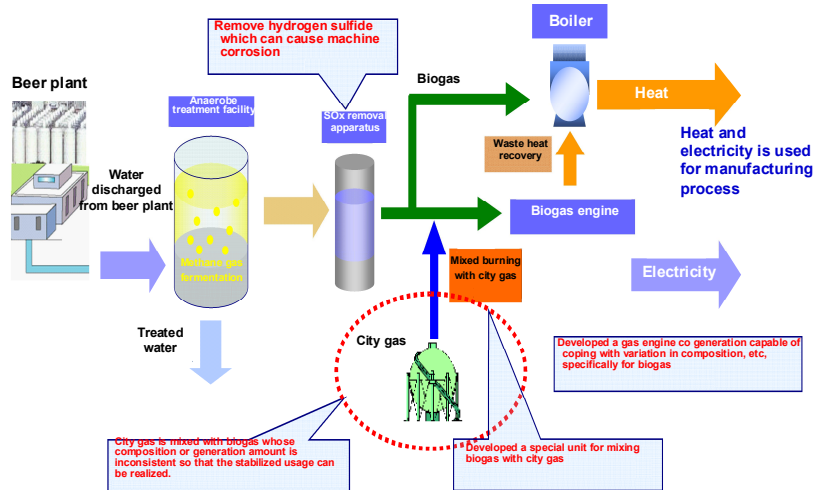 Remove hydrogen sulfide
which can cause machine
corrosion
Boiler
Beer plant
Anaerobe
treatment facility
SOx removal
apparatus
Biogas
Heat
Waste heat
recovery
Heat and
electricity is used
for manufacturing
process
Water
discharged
from beer plant
Biogas engine
Methane gas
fermentation
Mixed burning
with city gas
Electricity
Treated
water
City gas
Developed a gas engine co generation capable of
coping with variation in composition, etc,
specifically for biogas
City gas is mixed with biogas whose
composition or generation amount is
inconsistent so that the stabilized usage can
be realized.
Developed a special unit for mixing
biogas with city gas